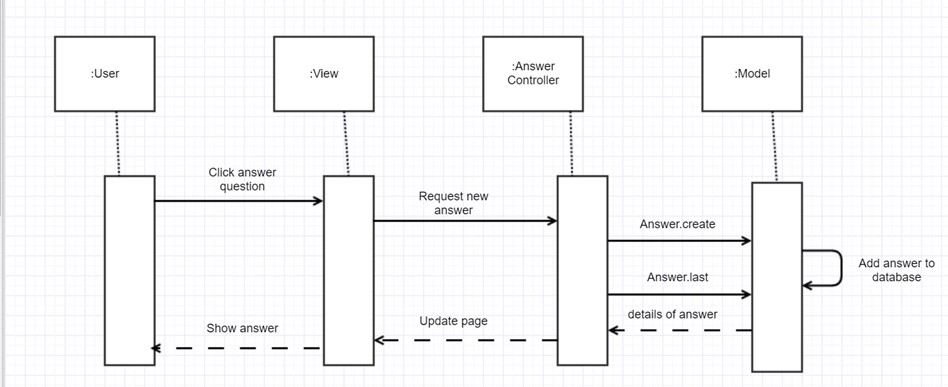 :User
:View
:Answer
Controller
:Model
Click answer
question
Request new
answer
Answer.create
Add answer to
database
Answer.last
details of answer
Update page
Show answer